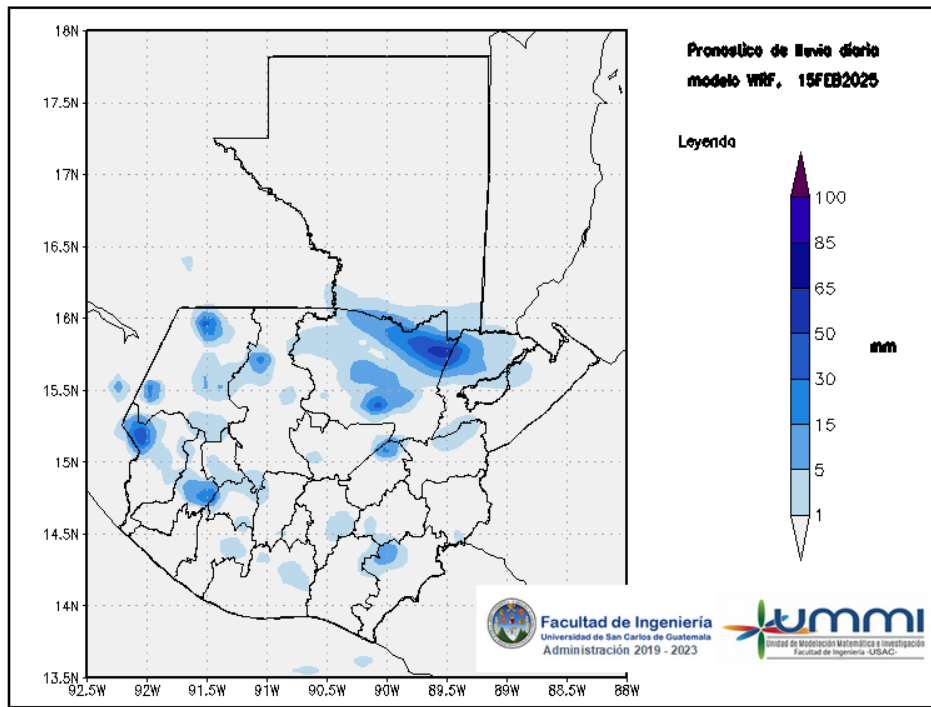 Pronostico de lluvia diaria
modelo WRF, 15FEB2025
Leyenda
100
85
65
50
30
15
5
1
mm
18N
17.5N
17N
16.5N
16N
15.5N
15N
14.5N
14N
13.5N
92.5W
92W
91.5W
91W
90.5W
90W
89.5W
89W
88.5W
88W
Facultad de Ingeniería
Universidad de San Carlos de Guatemala
Administración 2019 - 2023
UMMI
Unidad de Modelación Matemática e Investigación
Facultad de Ingeniería -USAC-